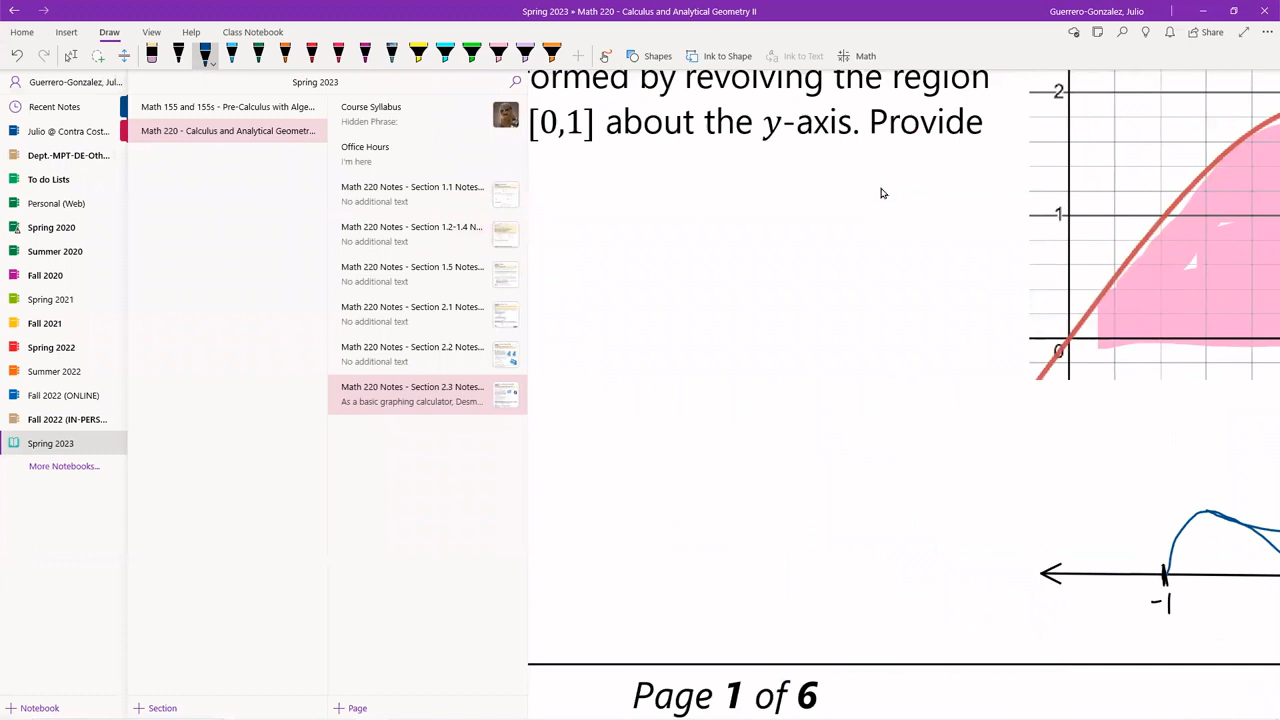 Spring 2023 » Math 220 - Calculus and Analytical Geometry II
Guerrero-Gonzalez, Julio
Home Insert Draw View Help Class Notebook
Share
Shapes Ink to Shape Ink to Text Math
Guerrero-Gonzalez, Jul...
Recent Notes
Julio @ Contra Cost...
Dept.-MPT-DE-Oth...
To do Lists
Personal (Web)
Spring 2020
Summer 2020
Fall 2020
Spring 2021
Fall 2021
Spring 2022
Summer 2022
Fall 2022 (ONLINE)
Fall 2022 (IN-PERS...
Spring 2023
More Notebooks...
Notebook
Spring 2023
Math 155 and 155s - Pre-Calculus with Alge...
Math 220 - Calculus and Analytical Geometr...
Section
Course Syllabus
Hidden Phrase:
Office Hours
I'm here
Math 220 Notes - Section 1.1 Notes...
No additional text
Math 220 Notes - Section 1.2-1.4 N...
No additional text
Math 220 Notes - Section 1.5 Notes...
No additional text
Math 220 Notes - Section 2.1 Notes...
No additional text
Math 220 Notes - Section 2.2 Notes...
No additional text
Math 220 Notes - Section 2.3 Notes...
As a basic graphing calculator, Desm...
Page
ormed by revolving the region
[0,1] about the y-axis. Provide
2
1
0
-1
Page 1 of 6